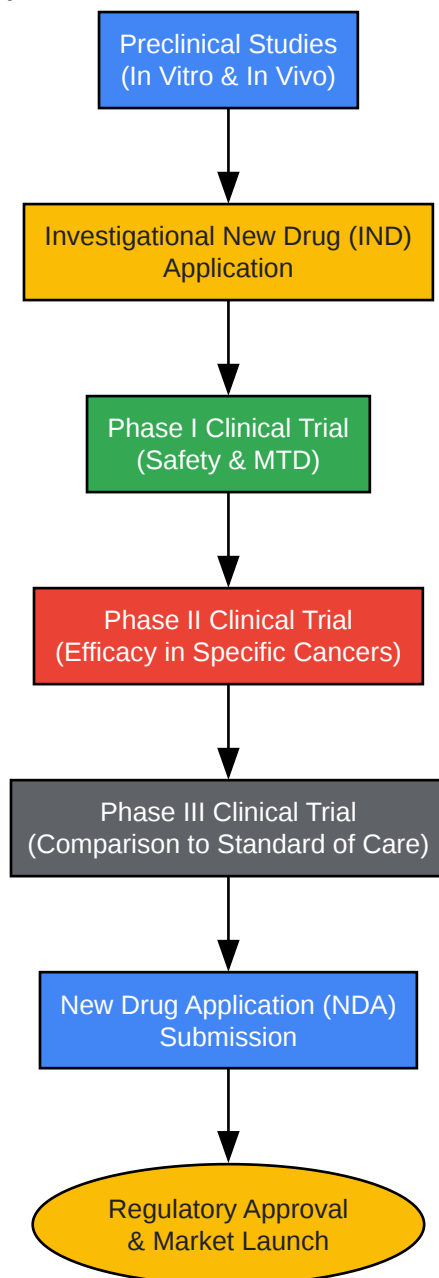 Preclinical Studies
(In Vitro & In Vivo)
Investigational New Drug (IND)
Application
Phase I Clinical Trial
(Safety & MTD)
Phase II Clinical Trial
(Efficacy in Specific Cancers)
Phase III Clinical Trial
(Comparison to Standard of Care)
New Drug Application (NDA)
Submission
Regulatory Approval
& Market Launch